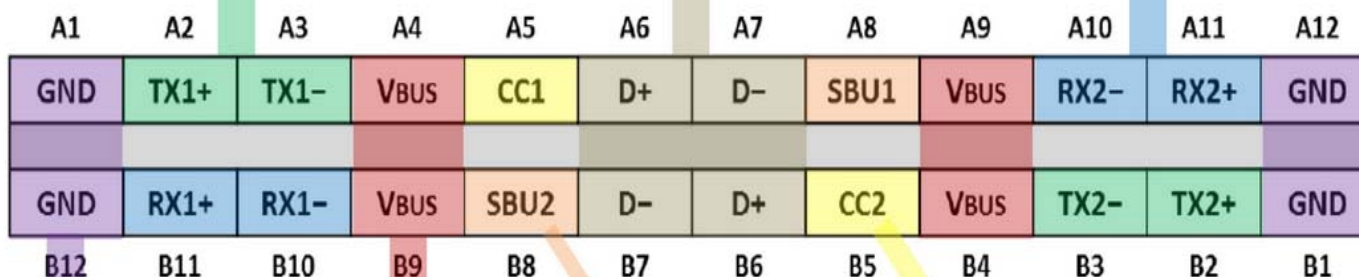 A1 A2 A3 A4 A5 A6 A7 A8 A9 A10 A11 A12
GND TX1+ TX1− VBUS CC1 D+ D− SBU1 VBUS RX2− RX2+ GND
GND RX1+ RX1− VBUS SBU2 D− D+ CC2 VBUS TX2− TX2+ GND
B12 B11 B10 B9 B8 B7 B6 B5 B4 B3 B2 B1